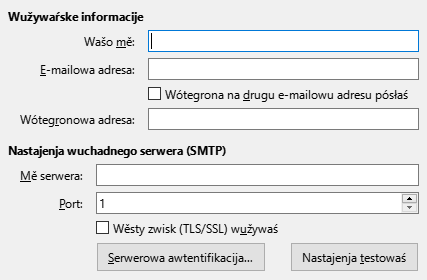 Wužywaŕske informacije
Wašo mě:
E-mailowa adresa:
Wótegrona na drugu e-mailowu adresu pósłaś
Wótegronowa adresa:
Nastajenja wuchadnego serwera (SMTP)
Mě serwera:
Port: 1
Wěsty zwisk (TLS/SSL) wužywaś
Serwerowa awtentifikacija... Nastajenja testowaś